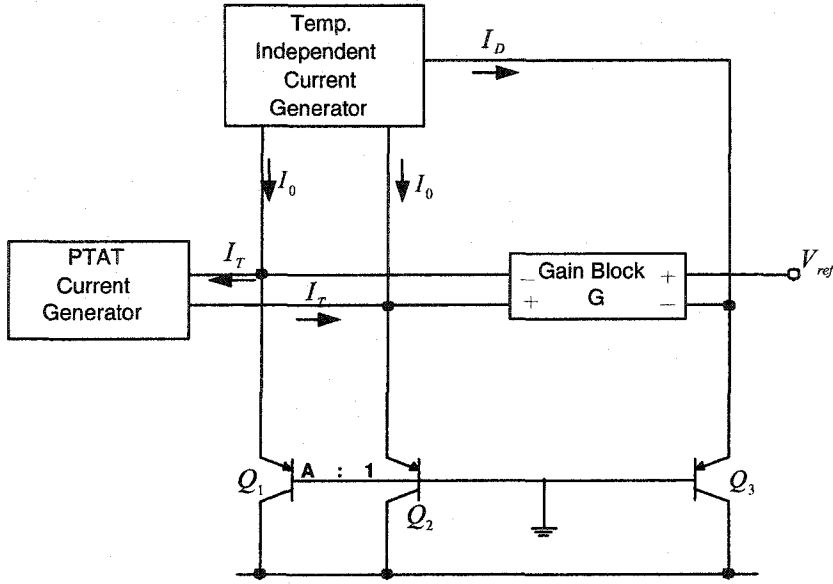 Temp.
Independent
Current
Generator
I_D
I_0
I_0
PTAT
Current
Generator
I_T
I_T
− Gain Block +
+ G −
V_ref
Q_1
A : 1
Q_2
Q_3